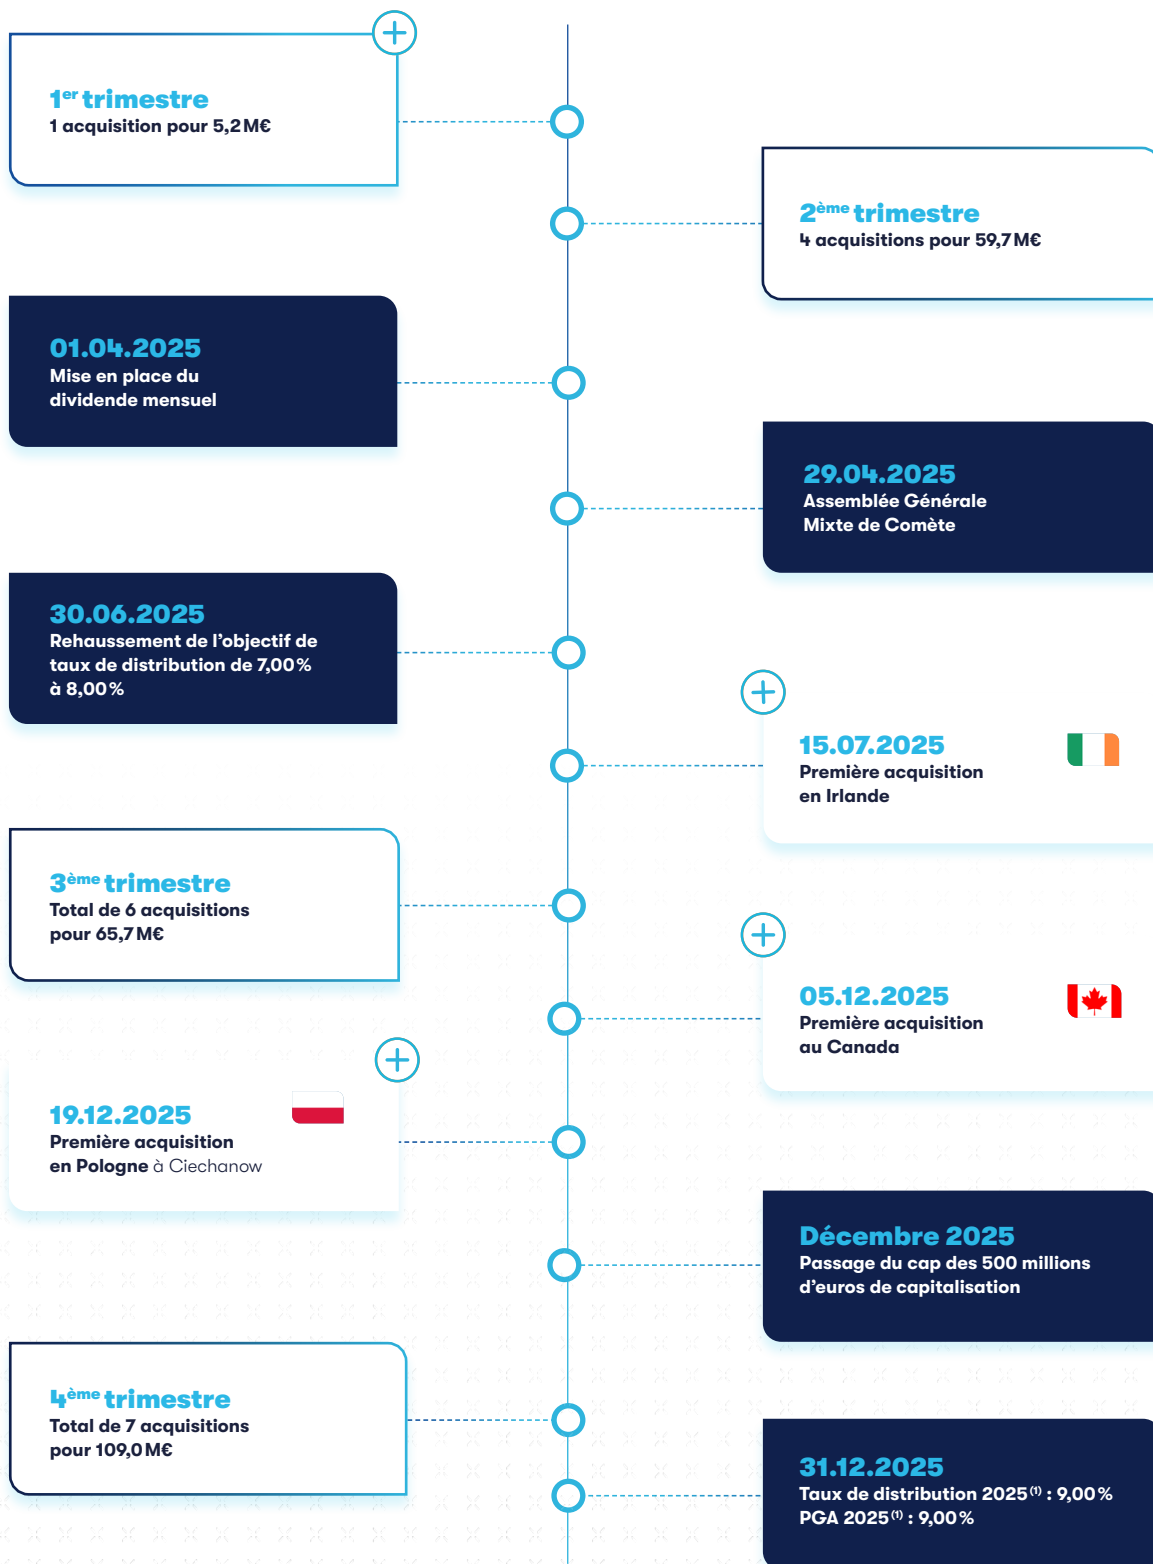 1er trimestre
1 acquisition pour 5,2 M€
2ème trimestre
4 acquisitions pour 59,7 M€
01.04.2025
Mise en place du
dividende mensuel
29.04.2025
Assemblée Générale
Mixte de Comète
30.06.2025
Rehaussement de l'objectif de
taux de distribution de 7,00 %
à 8,00 %
15.07.2025
Première acquisition
en Irlande
3ème trimestre
Total de 6 acquisitions
pour 65,7 M€
05.12.2025
Première acquisition
au Canada
19.12.2025
Première acquisition
en Pologne à Ciechanow
Décembre 2025
Passage du cap des 500 millions
d'euros de capitalisation
4ème trimestre
Total de 7 acquisitions
pour 109,0 M€
31.12.2025
Taux de distribution 2025(1) : 9,00 %
PGA 2025(1) : 9,00 %